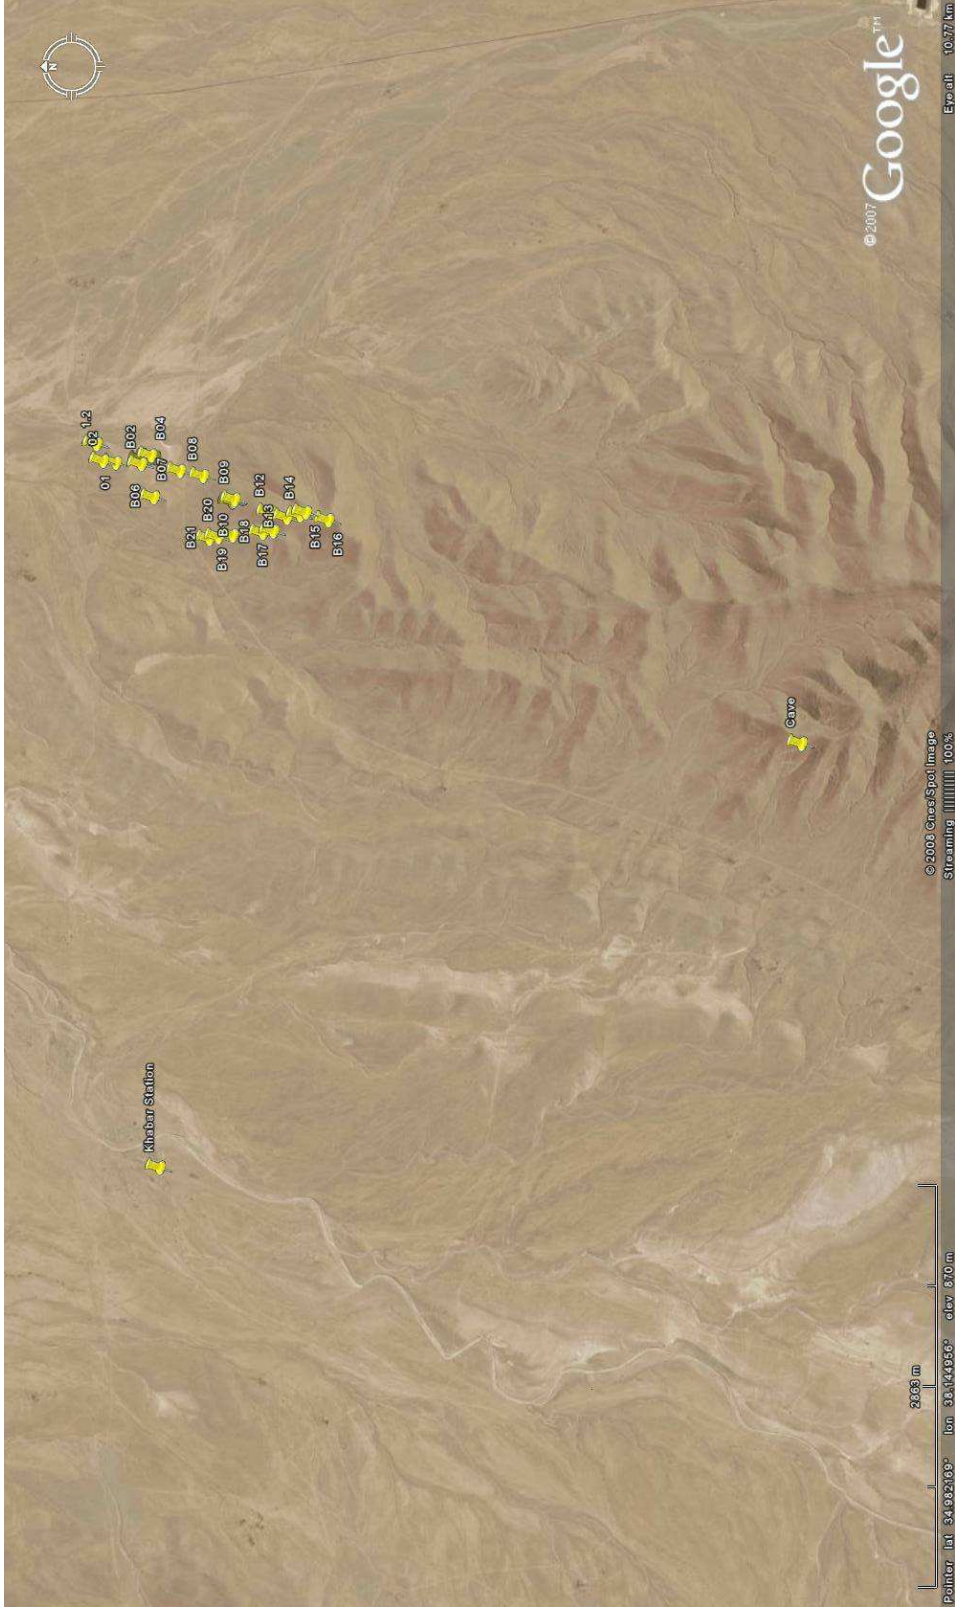 N
1.2
02
01
B02
B04
B07
B06
B08
B09
B20
B21
B10
B19
B12
B14
B13
B18
B17
B15
B16
Khabar Station
Cave
©2007 Google™
© 2008 Cnes/Spot Image
2863 m
Pointer lat 34.982169° lon 38.144956° elev 870 m Streaming ||||||||| 100% Eye alt 10.77 km